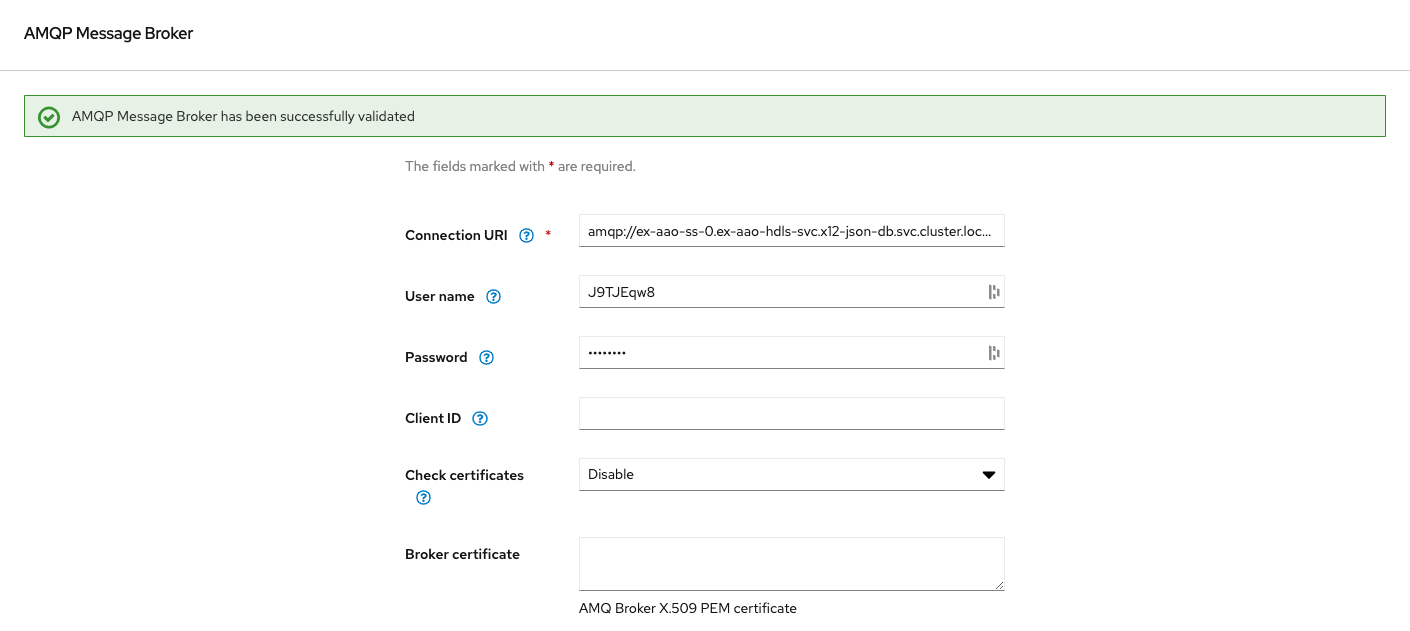 AMQP Message Broker
AMQP Message Broker has been successfully validated
The fields marked with * are required.
Connection URI * amqp://ex-aao-ss-0.ex-aao-hdls-svc.x12-json-db.svc.cluster.loc...
User name J9TJEqw8
Password ••••••••
Client ID
Check certificates Disable
Broker certificate
AMQ Broker X.509 PEM certificate